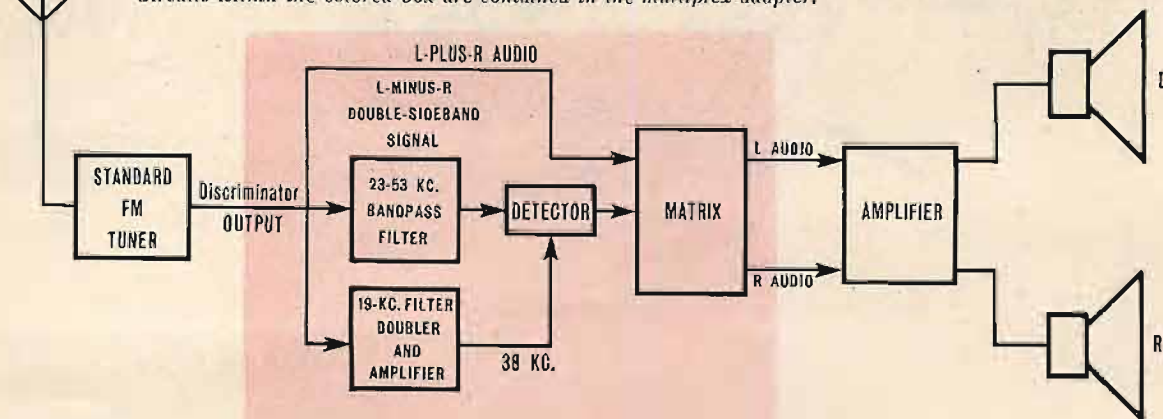 Circuits within the colored box are contained in the multiplex adapter.
L-PLUS-R AUDIO
L-MINUS-R
DOUBLE-SIDEBAND
SIGNAL
STANDARD
FM
TUNER
Discriminator
OUTPUT
23-53 KC.
BANDPASS
FILTER
DETECTOR
MATRIX
L AUDIO
R AUDIO
AMPLIFIER
19-KC. FILTER
DOUBLER
AND
AMPLIFIER
38 KC.
L
R